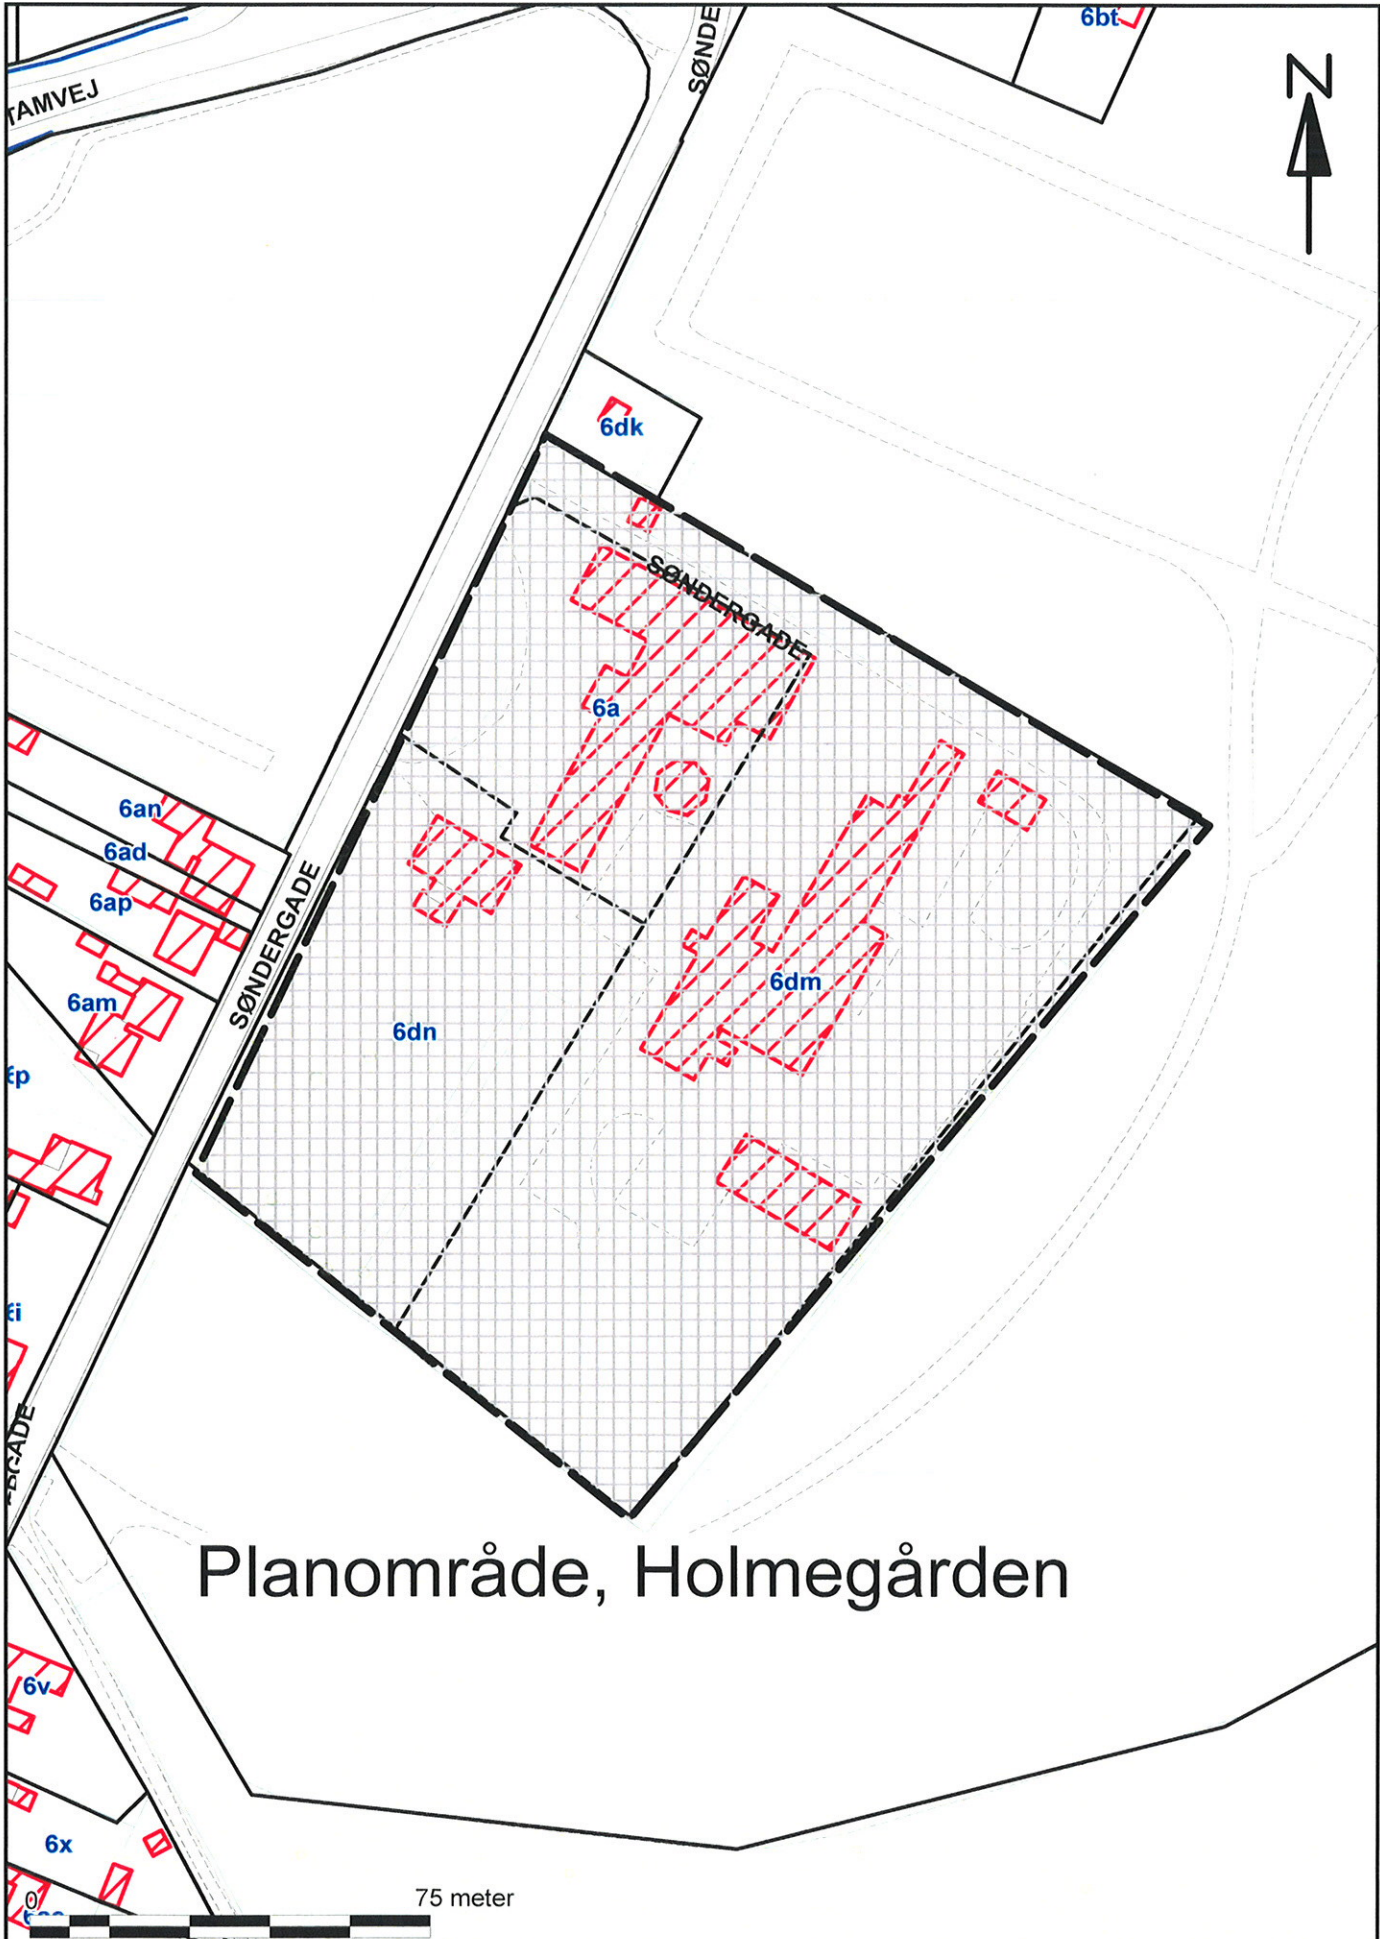 6bt
SØNDE
TAMVEJ
N
6dk
SØNDERGADE
6a
6an
6ad
6ap
SØNDERGADE
6am
6dm
6dn
Planområde, Holmegården
6v
6x
0
75 meter